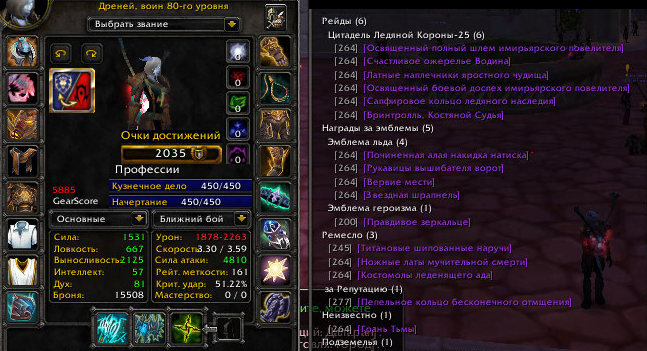 Дреней, воин 80-го уровня
Выбрать звание
0
0
0
0
0
Очки достижений
2035
Профессии
5885
GearScore
Кузнечное дело 450/450
Начертание 450/450
Основные
Ближний бой
Сила: 1531
Ловкость: 667
Выносливость: 2125
Интеллект: 57
Дух: 81
Броня: 15508
Урон: 1878-2263
Скорость: 3.30 / 3.59
Сила атаки: 4810
Рейт. меткости: 161
Крит. удар: 51.22%
Мастерство: 0 / 0
Рейды (6)
Цитадель Ледяной Короны-25 (6)
[264] [Освященный полный шлем имирьярского повелителя]
[264] [Счастливое ожерелье Водина]
[264] [Латные наплечники яростного чудища]
[264] [Освященный боевой доспех имирьярского повелителя]
[264] [Сапфировое кольцо ледяного наследия]
[264] [Бринтролль, Костяной Судья]
Награды за эмблемы (5)
Эмблема льда (4)
[264] [Починенная алая накидка натиска]
[264] [Рукавицы вышибателя ворот]
[264] [Вервие мести]
[264] [Звездная шрапнель]
Эмблема героизма (1)
[200] [Правдивое зеркальце]
Ремесло (3)
[245] [Титановые шипованные наручи]
[264] [Ножные латы мучительной смерти]
[264] [Костомолы леденящего ада]
за Репутацию (1)
[277] [Пепельное кольцо бесконечного отмщения]
Неизвестно (1)
[264] [Грань Тьмы]
Подземелья (1)
можете